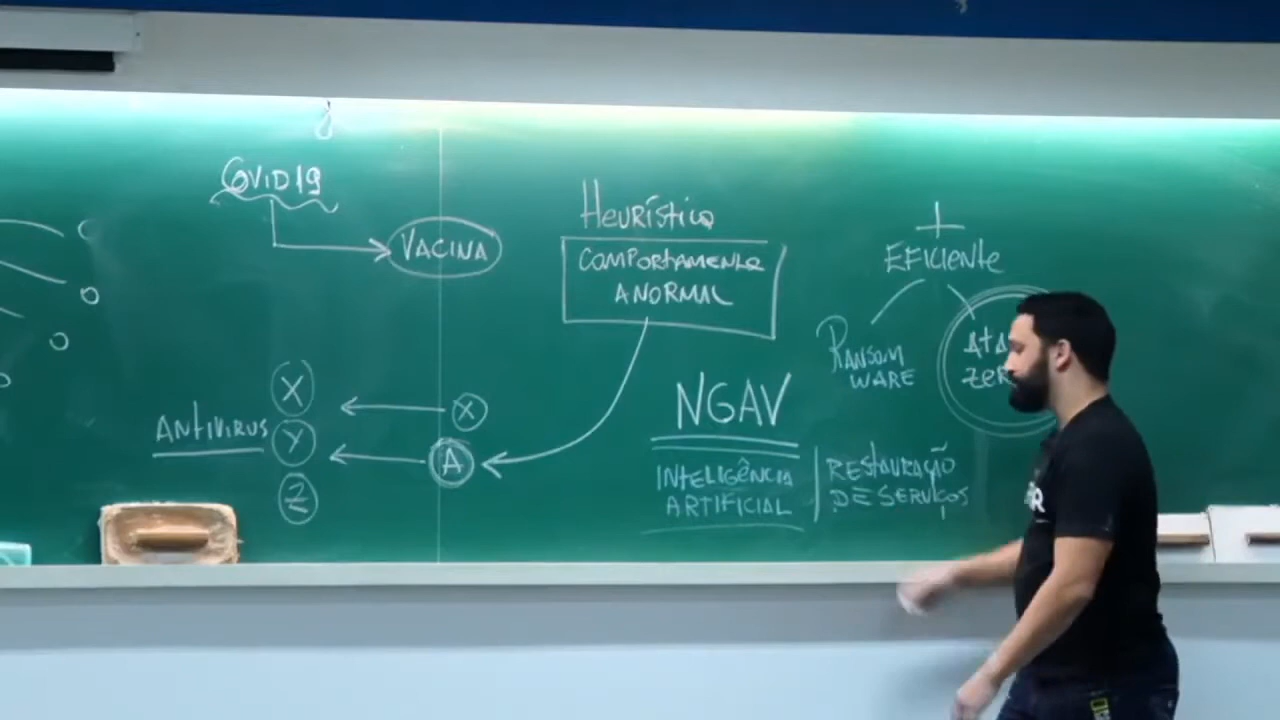 COVID19
VACINA
ANTIVIRUS
X
Y
Z
X
A
Heurística
COMPORTAMENTO
ANORMAL
NGAV
INTELIGÊNCIA
ARTIFICIAL
RESTAURAÇÃO
DE SERVIÇOS
+
EFICIENTE
RANSOM
WARE